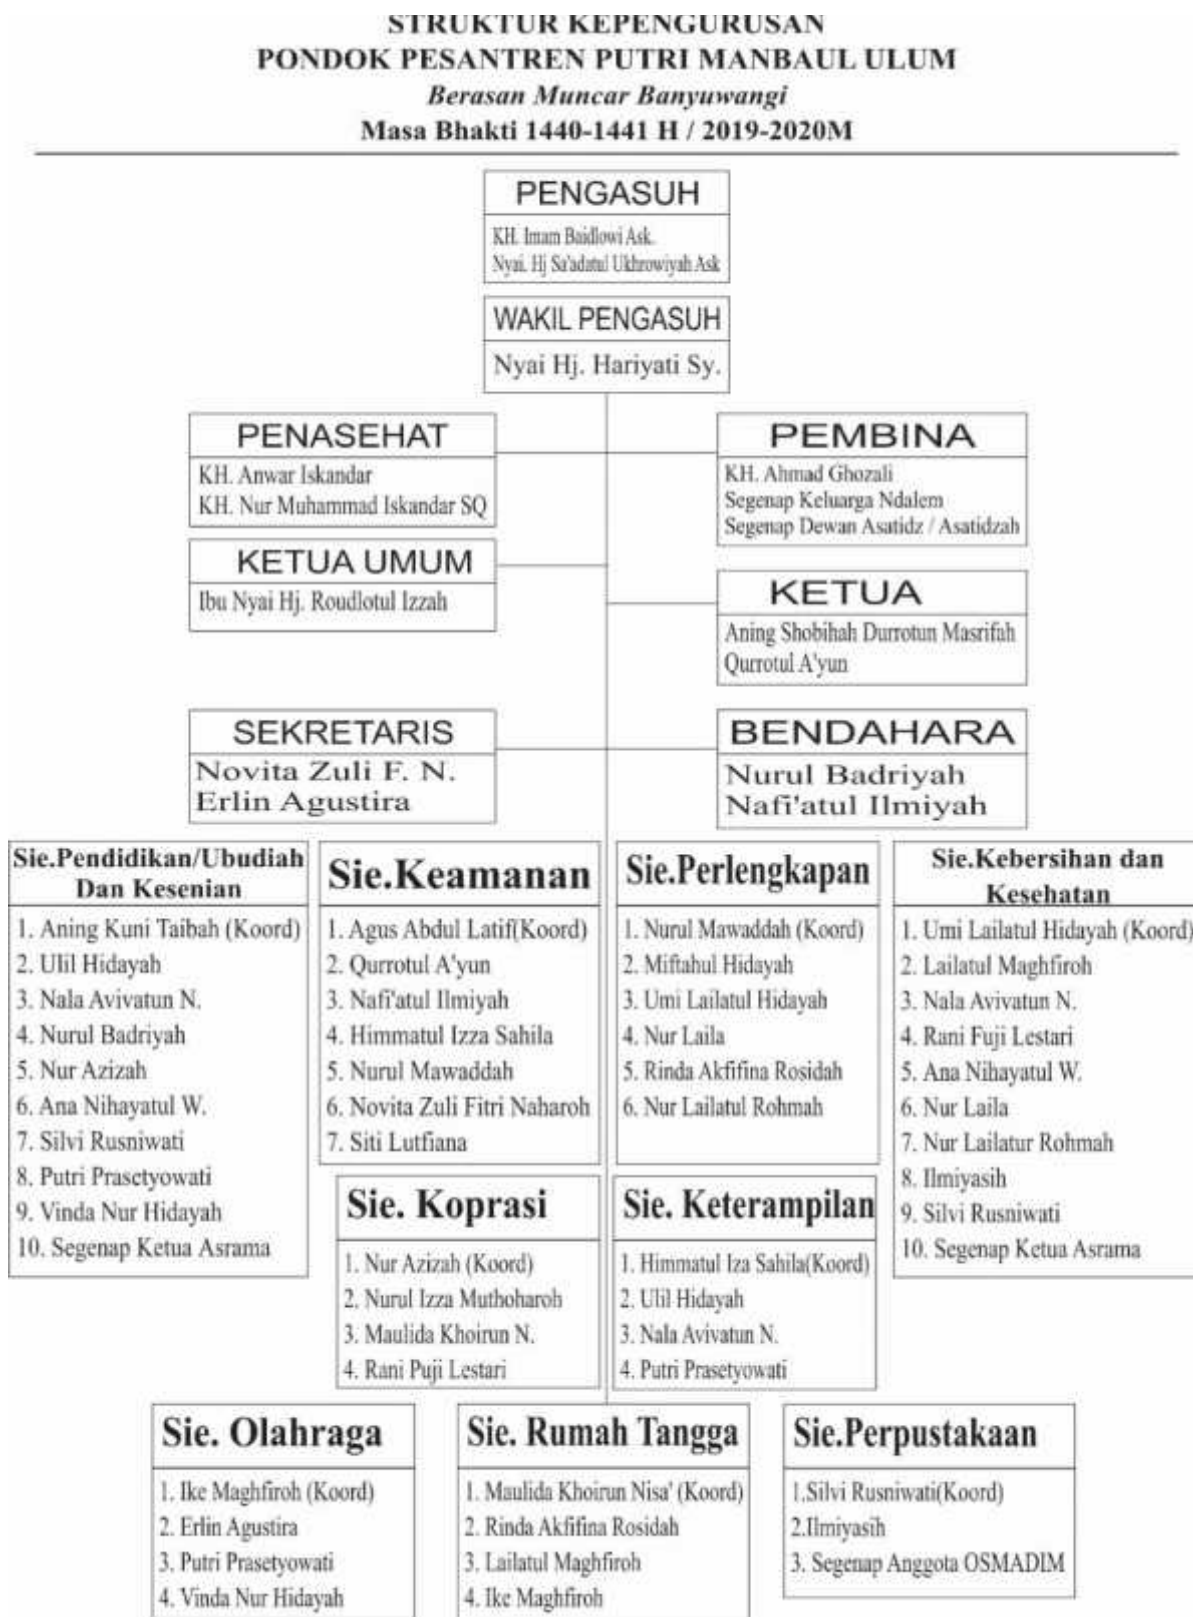 STRUKTUR KEPENGURUSAN
PONDOK PESANTREN PUTRI MANBAUL ULUM
Berasan Muncar Banyuwangi
Masa Bhakti 1440-1441 H / 2019-2020M
PENGASUH
KH. Imam Baidlowi Ask.
Nyai. Hj Sa'adatul Ukhrowiyah Ask
WAKIL PENGASUH
Nyai Hj. Hariyati Sy.
PENASEHAT
KH. Anwar Iskandar
KH. Nur Muhammad Iskandar SQ
PEMBINA
KH. Ahmad Ghozali
Segenap Keluarga Ndalem
Segenap Dewan Asatidz / Asatidzah
KETUA UMUM
Ibu Nyai Hj. Roudlotul Izzah
KETUA
Aning Shobihah Durrotun Masrifah
Qurrotul A'yun
SEKRETARIS
Novita Zuli F. N.
Erlin Agustira
BENDAHARA
Nurul Badriyah
Nafi'atul Ilmiyah
Sie.Pendidikan/Ubudiah
Dan Kesenian
1. Aning Kuni Taibah (Koord)
2. Ulil Hidayah
3. Nala Avivatun N.
4. Nurul Badriyah
5. Nur Azizah
6. Ana Nihayatul W.
7. Silvi Rusniwati
8. Putri Prasetyowati
9. Vinda Nur Hidayah
10. Segenap Ketua Asrama
Sie.Keamanan
1. Agus Abdul Latif(Koord)
2. Qurrotul A'yun
3. Nafi'atul Ilmiyah
4. Himmatul Izza Sahila
5. Nurul Mawaddah
6. Novita Zuli Fitri Naharoh
7. Siti Lutfiana
Sie.Perlengkapan
1. Nurul Mawaddah (Koord)
2. Miftahul Hidayah
3. Umi Lailatul Hidayah
4. Nur Laila
5. Rinda Akfifina Rosidah
6. Nur Lailatul Rohmah
Sie.Kebersihan dan
Kesehatan
1. Umi Lailatul Hidayah (Koord)
2. Lailatul Maghfiroh
3. Nala Avivatun N.
4. Rani Fuji Lestari
5. Ana Nihayatul W.
6. Nur Laila
7. Nur Lailatur Rohmah
8. Ilmiyasih
9. Silvi Rusniwati
10. Segenap Ketua Asrama
Sie. Koprasi
1. Nur Azizah (Koord)
2. Nurul Izza Muthoharoh
3. Maulida Khoirun N.
4. Rani Puji Lestari
Sie. Keterampilan
1. Himmatul Iza Sahila(Koord)
2. Ulil Hidayah
3. Nala Avivatun N.
4. Putri Prasetyowati
Sie. Olahraga
1. Ike Maghfiroh (Koord)
2. Erlin Agustira
3. Putri Prasetyowati
4. Vinda Nur Hidayah
Sie. Rumah Tangga
1. Maulida Khoirun Nisa' (Koord)
2. Rinda Akfifina Rosidah
3. Lailatul Maghfiroh
4. Ike Maghfiroh
Sie.Perpustakaan
1.Silvi Rusniwati(Koord)
2.Ilmiyasih
3. Segenap Anggota OSMADIM